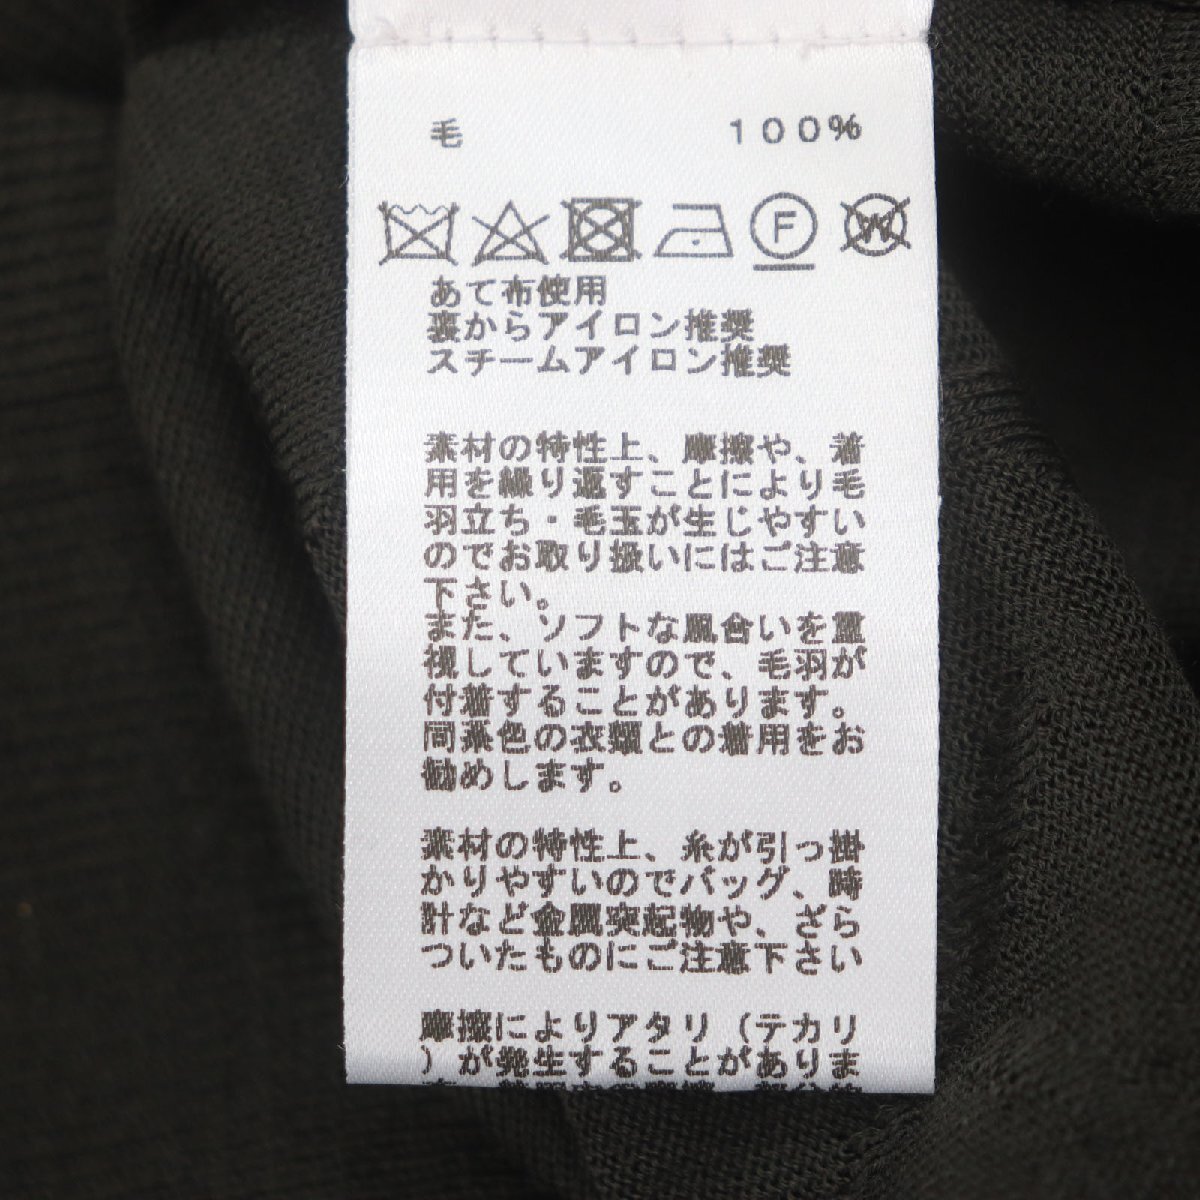 毛 100%
F W
あて布使用
裏からアイロン推奨
スチームアイロン推奨
素材の特性上、摩擦や、着
用を繰り返すことにより毛
羽立ち・毛玉が生じやすい
のでお取り扱いにはご注意
下さい。
また、ソフトな風合いを重
視していますので、毛羽が
付着することがあります。
同系色の衣類との着用をお
勧めします。
素材の特性上、糸が引っ掛
かりやすいのでバッグ、時
計など金属突起物や、ざら
ついたものにご注意下さい
摩擦によりアタリ(テカリ
)が発生することがありま